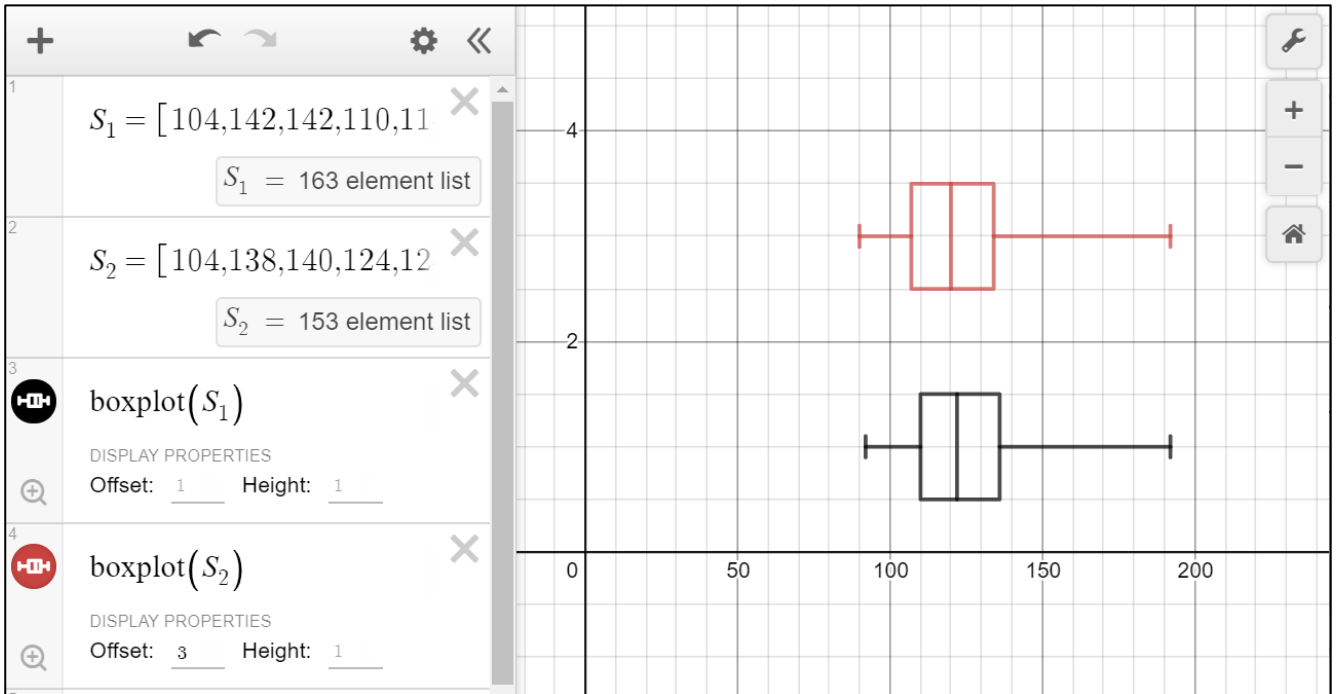 1
S₁ = [104,142,142,110,11
S₁ = 163 element list
2
S₂ = [104,138,140,124,12
S₂ = 153 element list
3
boxplot(S₁)
DISPLAY PROPERTIES
Offset: 1 Height: 1
4
boxplot(S₂)
DISPLAY PROPERTIES
Offset: 3 Height: 1
4
2
0 50 100 150 200